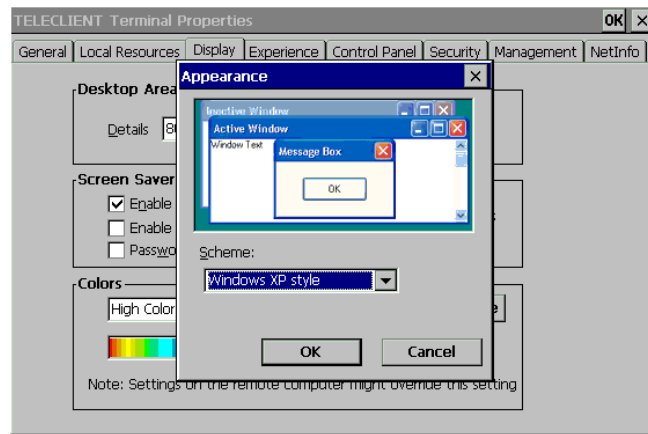 TELECLIENT Terminal Properties OK
General Local Resources Display Experience Control Panel Security Management NetInfo
Appearance
Desktop Area
Inactive Window
Active Window
Window Text
Message Box
OK
Details
Screen Saver
Enable
Enable
Scheme:
Windows XP style
Colors
High Color
OK Cancel
Note: Settings on the remote computer might override this setting